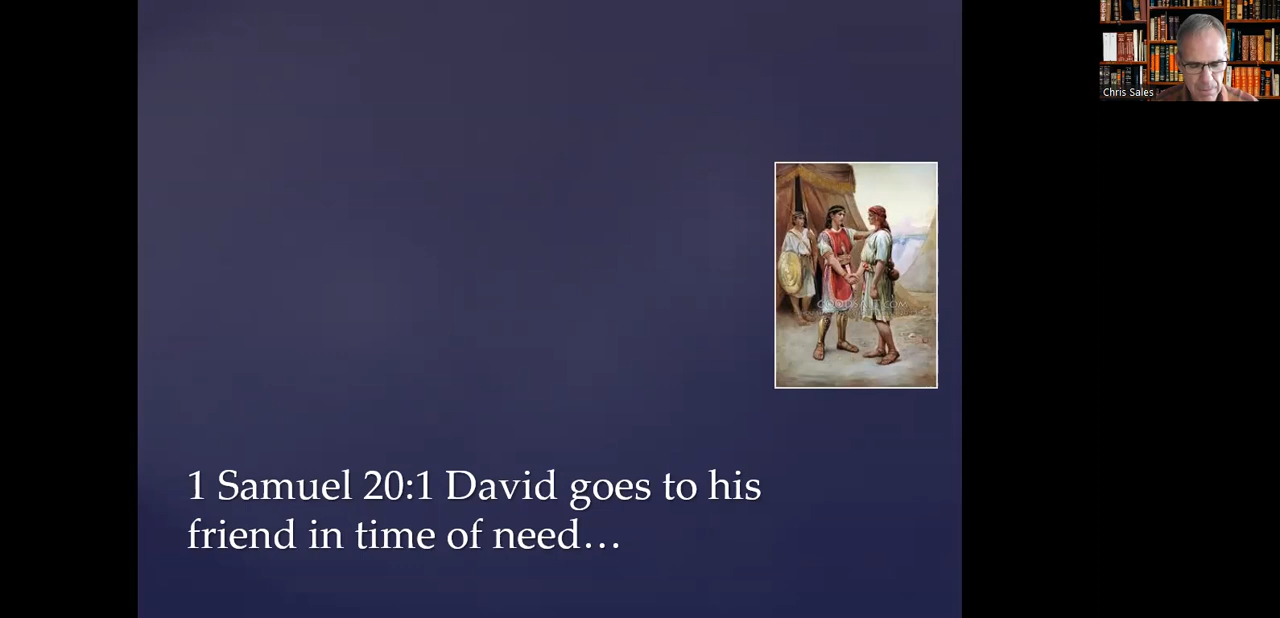 Chris Sales
1 Samuel 20:1 David goes to his
friend in time of need…